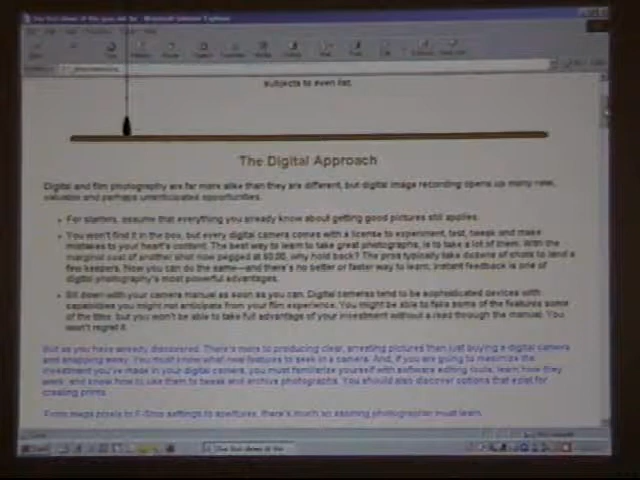 subjects to even list.
The Digital Approach
Digital and film photography are far more alike than they are different, but digital image recording opens up many new,
valuable and perhaps unanticipated opportunities.
For starters, assume that everything you already know about getting good pictures still applies.
You won't find it in the box, but every digital camera comes with a license to experiment, test, tweak and make
mistakes to your heart's content. The best way to learn to take great photographs, is to take a lot of them. With the
marginal cost of another shot now pegged at $0.00, why hold back? The pros typically take dozens of shots to land a
few keepers. Now you can do the same—and there's no better or faster way to learn; instant feedback is one of
digital photography's most powerful advantages.
Sit down with your camera manual as soon as you can. Digital cameras tend to be sophisticated devices with
capabilities you might not anticipate from your film experience. You might be able to fake some of the features some
of the time, but you won't be able to take full advantage of your investment without a read through the manual. You
won't regret it.
But as you have already discovered. There's more to producing clear, arresting pictures than just buying a digital camera
and snapping away. You must know what new features to seek in a camera. And, if you are going to maximize the
investment you've made in your digital camera, you must familiarize yourself with software editing tools, learn how they
work, and know how to use them to tweak and archive photographs. You should also discover options that exist for
creating prints.
From mega pixels to F-Stop settings to apertures, there's much an aspiring photographer must learn.